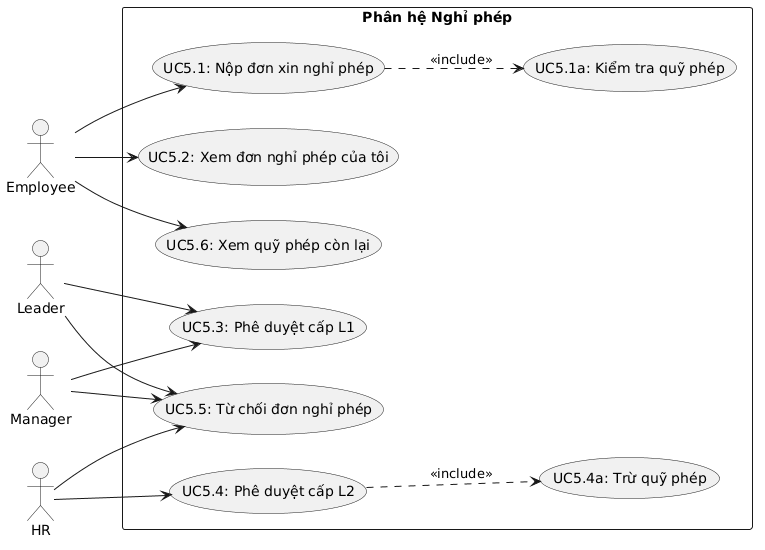 Phân hệ Nghỉ phép
UC5.1: Nộp đơn xin nghỉ phép
«include»
UC5.1a: Kiểm tra quỹ phép
Employee
UC5.2: Xem đơn nghỉ phép của tôi
UC5.6: Xem quỹ phép còn lại
Leader
UC5.3: Phê duyệt cấp L1
Manager
UC5.5: Từ chối đơn nghỉ phép
HR
UC5.4: Phê duyệt cấp L2
«include»
UC5.4a: Trừ quỹ phép